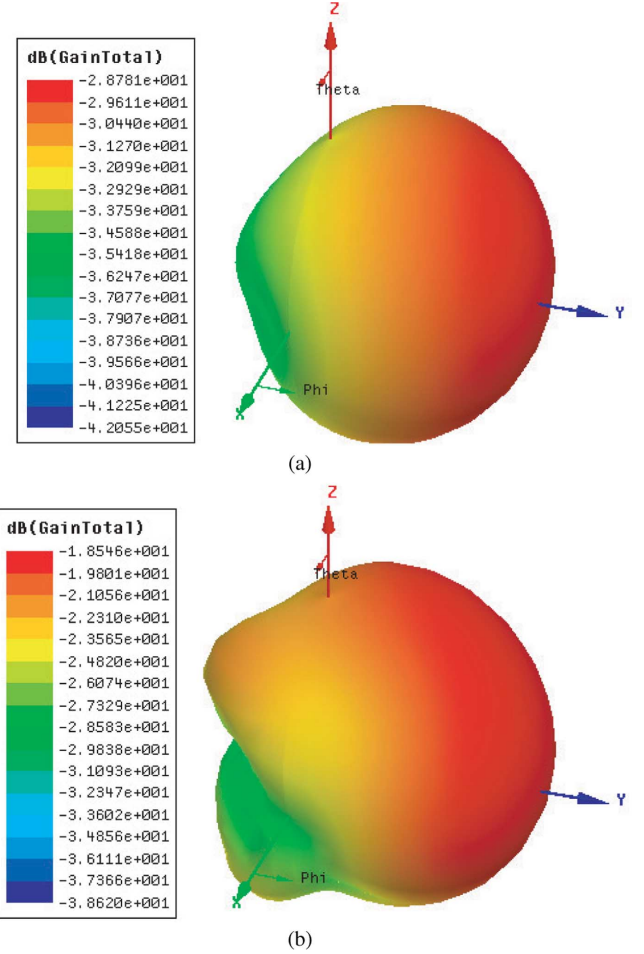 Z
dB(GainTotal)
-2.8781e+001
-2.9611e+001
-3.0440e+001
-3.1270e+001
-3.2099e+001
-3.2929e+001
-3.3759e+001
-3.4588e+001
-3.5418e+001
-3.6247e+001
-3.7077e+001
-3.7907e+001
-3.8736e+001
-3.9566e+001
-4.0396e+001
-4.1225e+001
-4.2055e+001
Theta
Y
Phi
X
(a)
Z
dB(GainTotal)
-1.8546e+001
-1.9801e+001
-2.1056e+001
-2.2310e+001
-2.3565e+001
-2.4820e+001
-2.6074e+001
-2.7329e+001
-2.8583e+001
-2.9838e+001
-3.1093e+001
-3.2347e+001
-3.3602e+001
-3.4856e+001
-3.6111e+001
-3.7366e+001
-3.8620e+001
Theta
Y
Phi
X
(b)